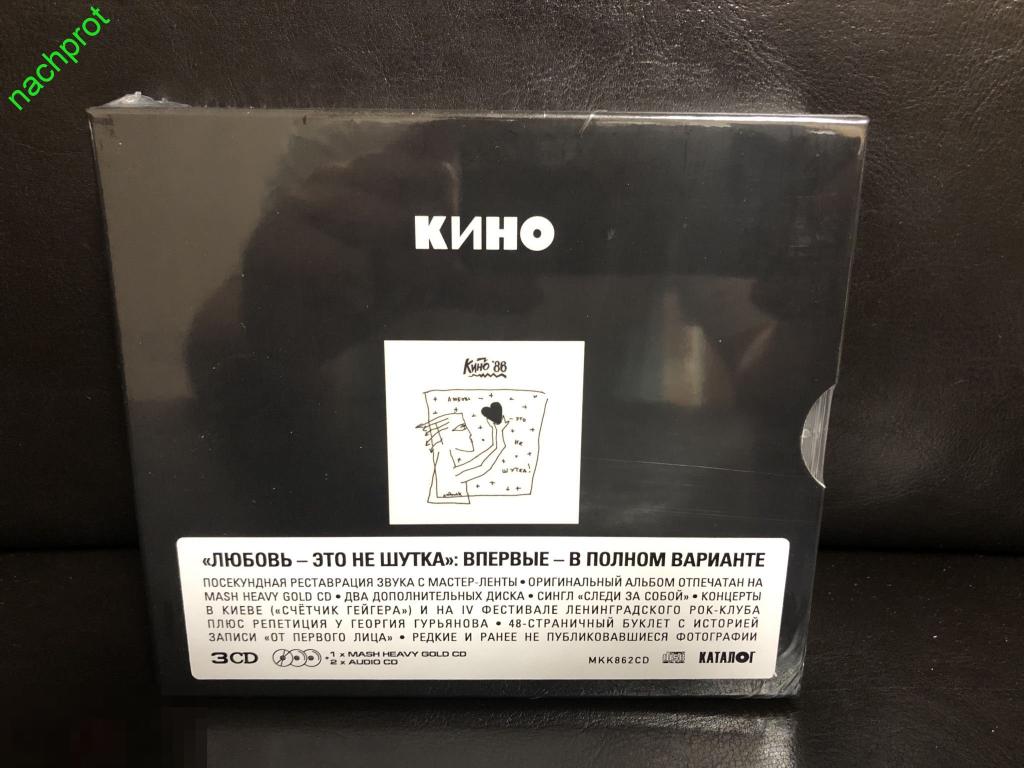 nachprot
КИНО
Кино '88
ЛЮБОВЬ –
– ЭТО
НЕ
ШУТКА!
«ЛЮБОВЬ – ЭТО НЕ ШУТКА»: ВПЕРВЫЕ – В ПОЛНОМ ВАРИАНТЕ
ПОСЕКУНДНАЯ РЕСТАВРАЦИЯ ЗВУКА С МАСТЕР-ЛЕНТЫ • ОРИГИНАЛЬНЫЙ АЛЬБОМ ОТПЕЧАТАН НА
MASH HEAVY GOLD CD • ДВА ДОПОЛНИТЕЛЬНЫХ ДИСКА • СИНГЛ «СЛЕДИ ЗА СОБОЙ» • КОНЦЕРТЫ
В КИЕВЕ («СЧЁТЧИК ГЕЙГЕРА») И НА IV ФЕСТИВАЛЕ ЛЕНИНГРАДСКОГО РОК-КЛУБА
ПЛЮС РЕПЕТИЦИЯ У ГЕОРГИЯ ГУРЬЯНОВА • 48-СТРАНИЧНЫЙ БУКЛЕТ С ИСТОРИЕЙ
ЗАПИСИ «ОТ ПЕРВОГО ЛИЦА» • РЕДКИЕ И РАНЕЕ НЕ ПУБЛИКОВАВШИЕСЯ ФОТОГРАФИИ
3CD • 1 x MASH HEAVY GOLD CD
2 x AUDIO CD
MKK862CD КАТАЛОГ